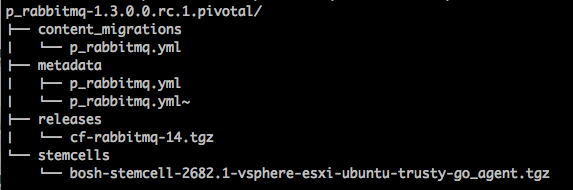 p_rabbitmq-1.3.0.0.rc.1.pivotal/
├── content_migrations
│   └── p_rabbitmq.yml
├── metadata
│   ├── p_rabbitmq.yml
│   └── p_rabbitmq.yml~
├── releases
│   └── cf-rabbitmq-14.tgz
└── stemcells
    └── bosh-stemcell-2682.1-vsphere-esxi-ubuntu-trusty-go_agent.tgz